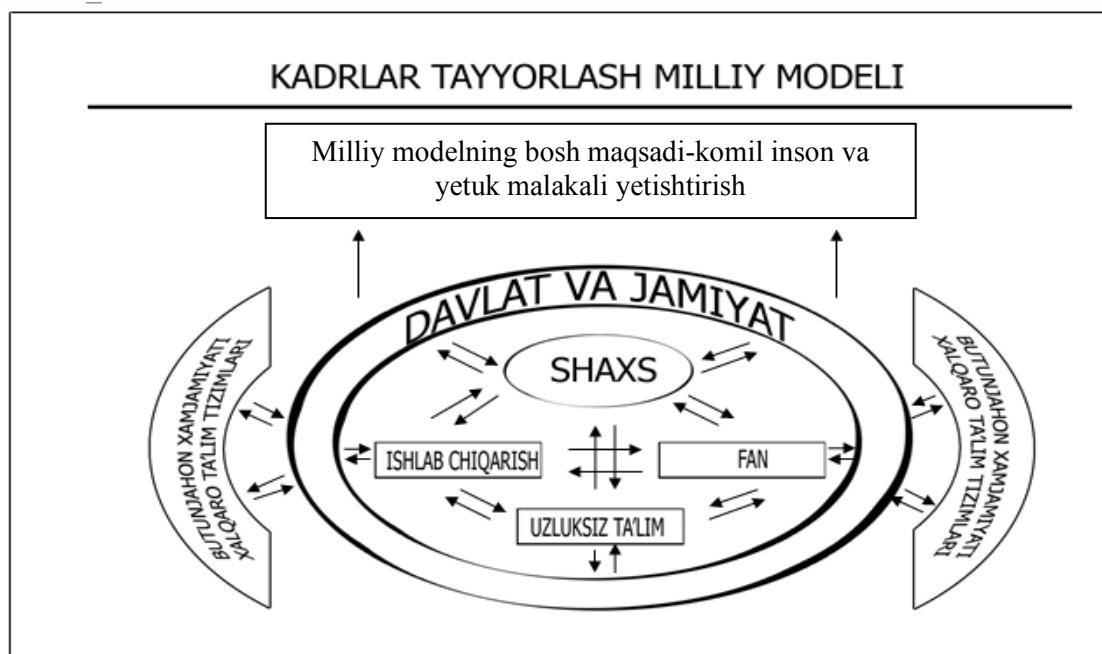 KADRLAR TAYYORLASH MILLIY MODELI
Milliy modelning bosh maqsadi-komil inson va
yetuk malakali yetishtirish
DAVLAT VA JAMIYAT
SHAXS
BUTUNJAHON XAMJAMIYATI
XALQARO TA'LIM TIZIMLARI
ISHLAB CHIQARISH
FAN
UZLUKSIZ TA'LIM
BUTUNJAHON XAMJAMIYATI
XALQARO TA'LIM TIZIMLARI